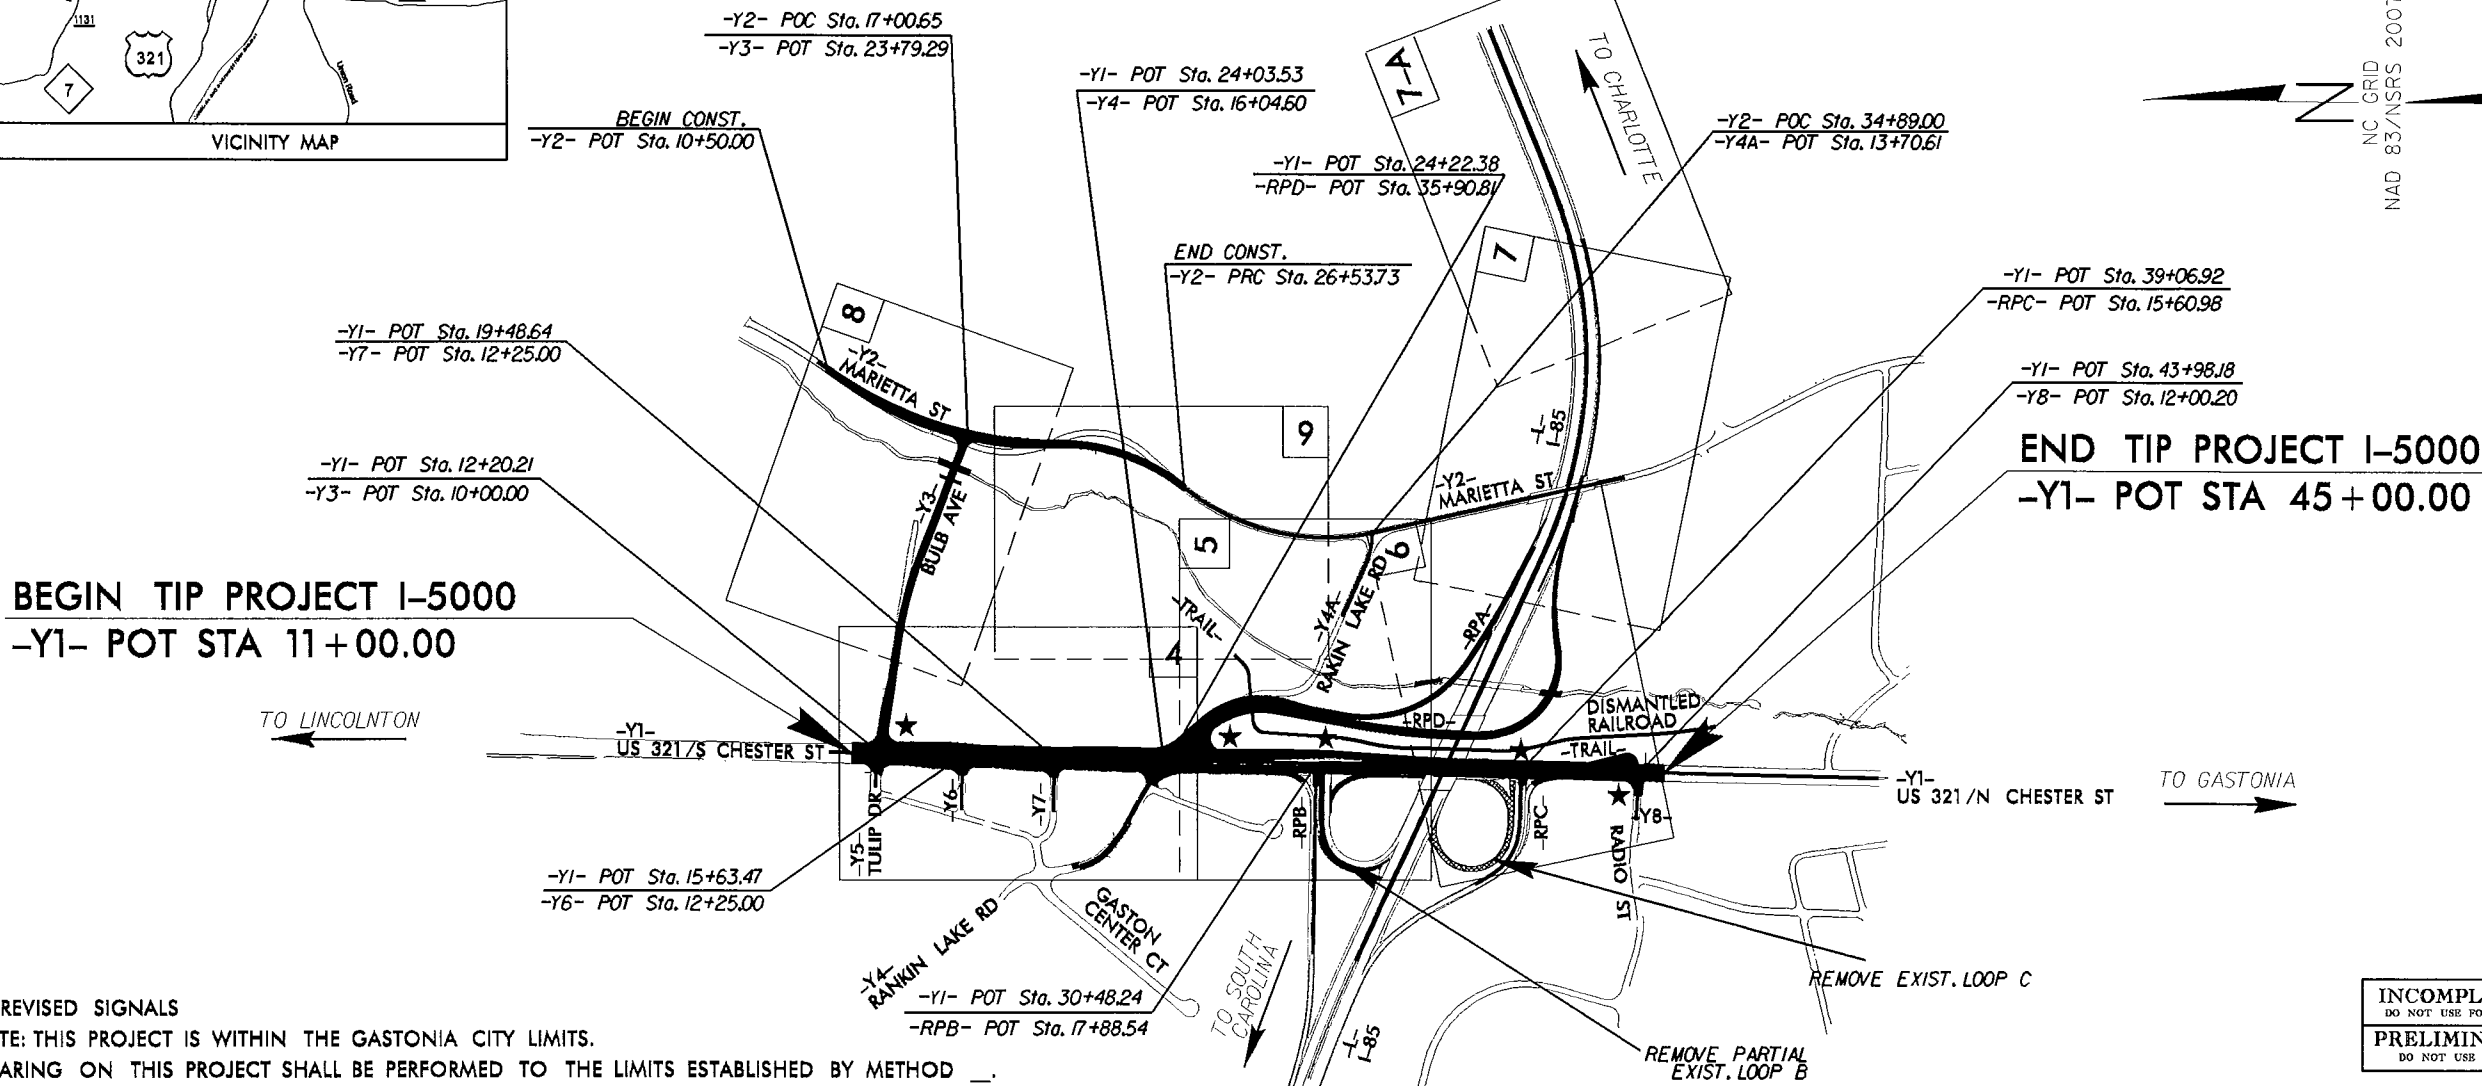 1131
321
7
Union Road
VICINITY MAP
-Y2- POC Sta. 17+00.65
-Y3- POT Sta. 23+79.29
BEGIN CONST.
-Y2- POT Sta. 10+50.00
-Y1- POT Sta. 24+03.53
-Y4- POT Sta. 16+04.60
-Y1- POT Sta. 24+22.38
-RPD- POT Sta. 35+90.81
END CONST.
-Y2- PRC Sta. 26+53.73
7-A
TO CHARLOTTE
-Y2- POC Sta. 34+89.00
-Y4A- POT Sta. 13+70.61
N
NC GRID
NAD 83/NSRS 2007
7
-Y1- POT Sta. 39+06.92
-RPC- POT Sta. 15+60.98
-Y1- POT Sta. 43+98.18
-Y8- POT Sta. 12+00.20
END TIP PROJECT I-5000
-Y1- POT STA 45+00.00
-Y1- POT Sta. 19+48.64
-Y7- POT Sta. 12+25.00
-Y1- POT Sta. 12+20.21
-Y3- POT Sta. 10+00.00
8
-Y2-
MARIETTA ST
9
-L-
I-85
-Y2-
MARIETTA ST
-Y3-
BULB AVE
5
6
-TRAIL-
4
-Y4A-
RAKIN LAKE RD
-RPA-
BEGIN TIP PROJECT I-5000
-Y1- POT STA 11+00.00
TO LINCOLNTON
-Y1-
US 321/S CHESTER ST
-RPD-
DISMANTLED
RAILROAD
-TRAIL-
-Y1-
US 321/N CHESTER ST
TO GASTONIA
-Y5-
TULIP DR
-Y6-
-Y7-
-RPB-
-RPC-
-Y8-
RADIO ST
-Y1- POT Sta. 15+63.47
-Y6- POT Sta. 12+25.00
-Y4-
RANKIN LAKE RD
GASTON
CENTER CT
-Y1- POT Sta. 30+48.24
-RPB- POT Sta. 17+88.54
TO SOUTH
CAROLINA
-L-
I-85
REMOVE EXIST. LOOP C
REMOVE PARTIAL
EXIST. LOOP B
REVISED SIGNALS
TE: THIS PROJECT IS WITHIN THE GASTONIA CITY LIMITS.
ARING ON THIS PROJECT SHALL BE PERFORMED TO THE LIMITS ESTABLISHED BY METHOD __.
INCOMPL
DO NOT USE FO
PRELIMIN
DO NOT USE